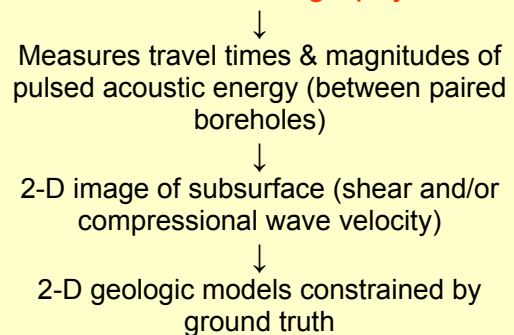 ↓
Measures travel times & magnitudes of
pulsed acoustic energy (between paired
boreholes)
↓
2-D image of subsurface (shear and/or
compressional wave velocity)
↓
2-D geologic models constrained by
ground truth